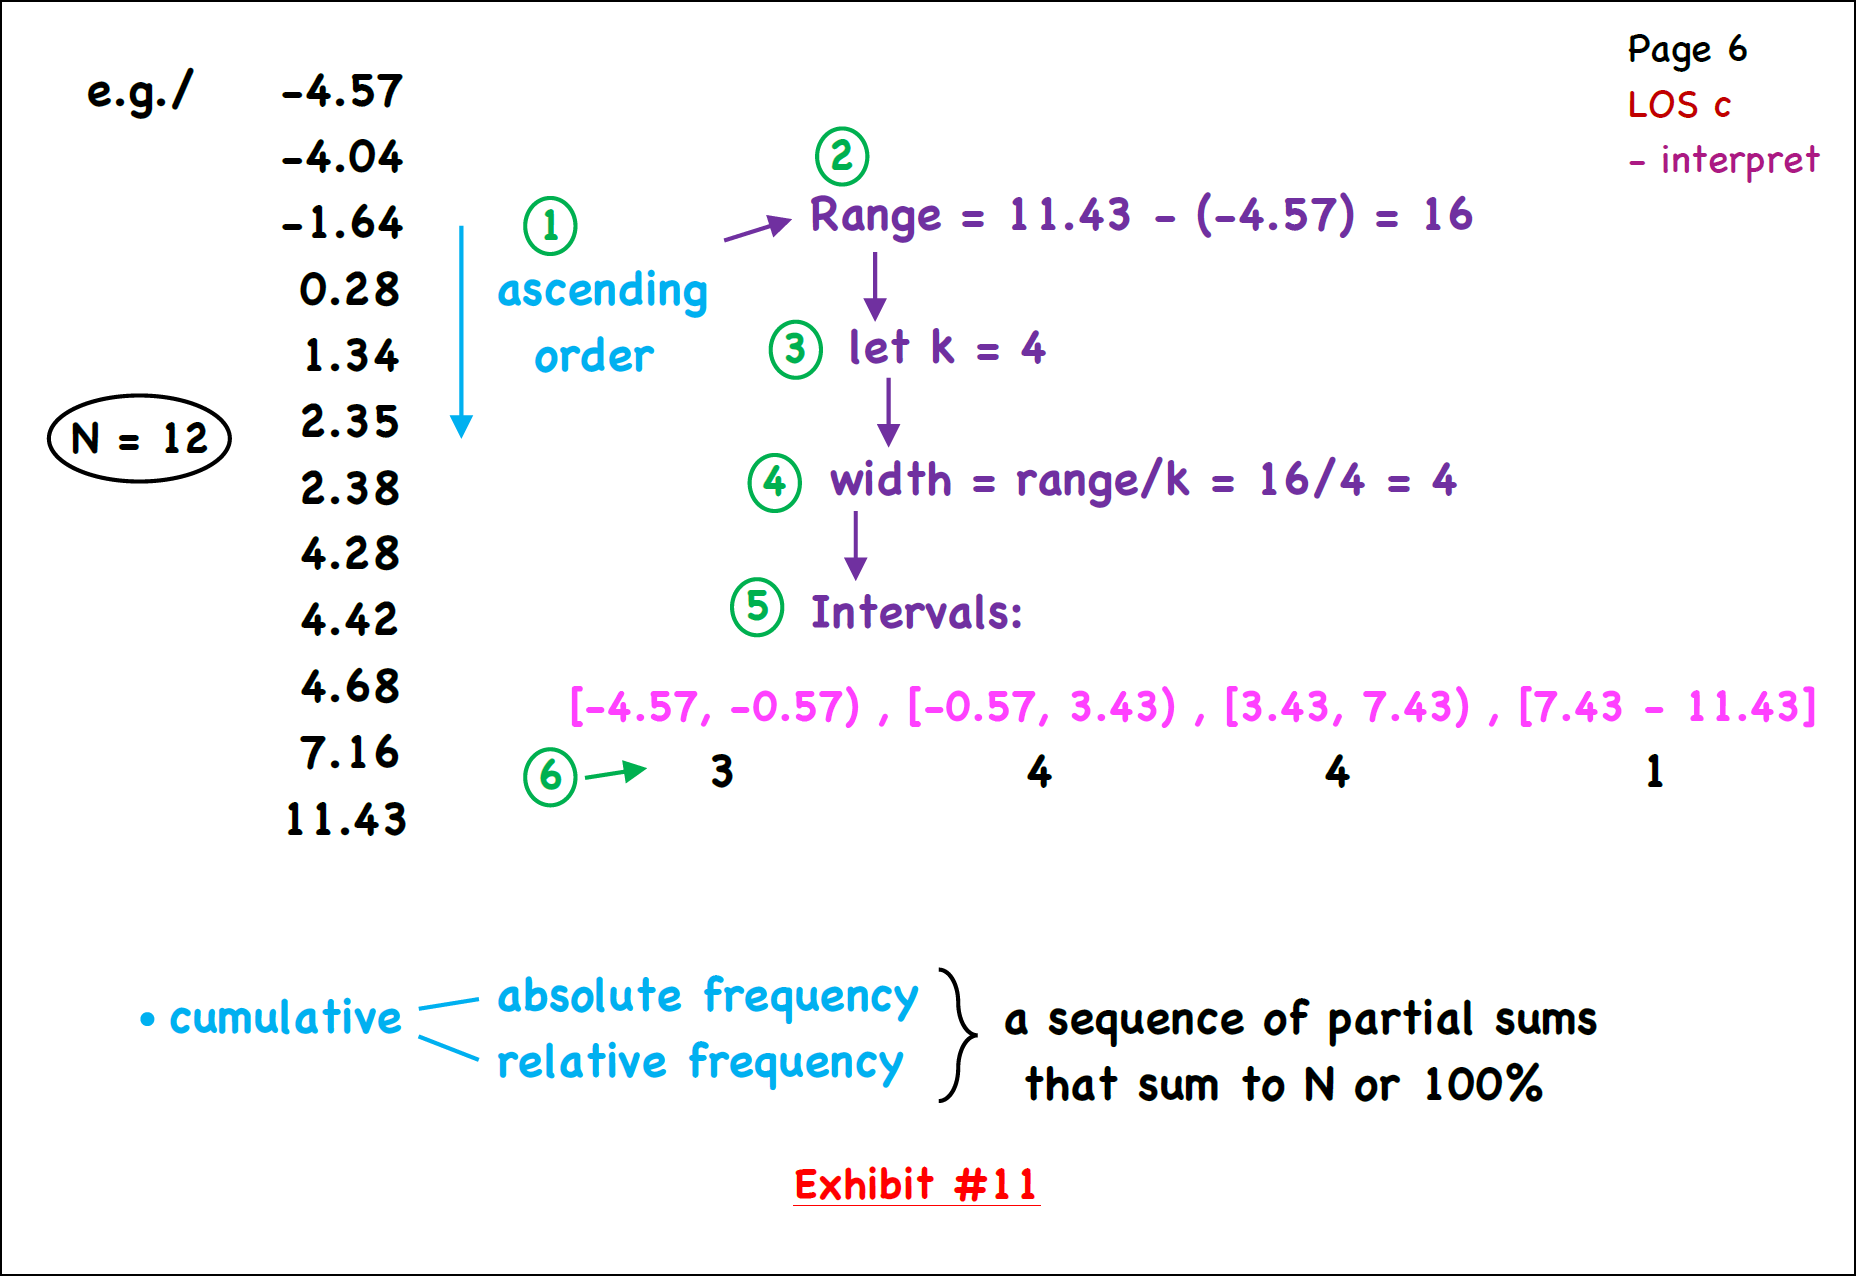 Page 6
LOS c
- interpret
e.g./
-4.57
-4.04
-1.64
0.28
1.34
2.35
2.38
4.28
4.42
4.68
7.16
11.43
N = 12
1
ascending
order
2
Range = 11.43 - (-4.57) = 16
3 let k = 4
4 width = range/k = 16/4 = 4
5 Intervals:
[-4.57, -0.57) , [-0.57, 3.43) , [3.43, 7.43) , [7.43 - 11.43]
6 3 4 4 1
• cumulative
absolute frequency
relative frequency
a sequence of partial sums
that sum to N or 100%
Exhibit #11